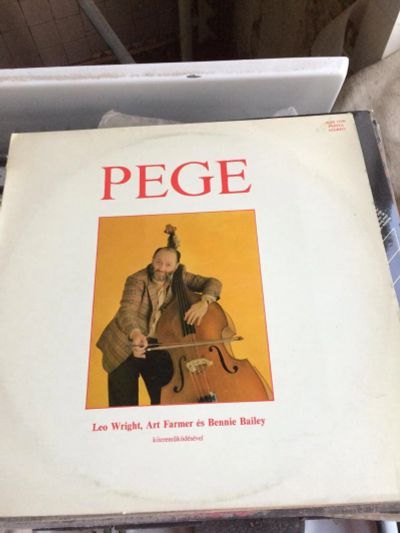 PEGE
Leo Wright, Art Farmer és Bennie Bailey
közreműködésével